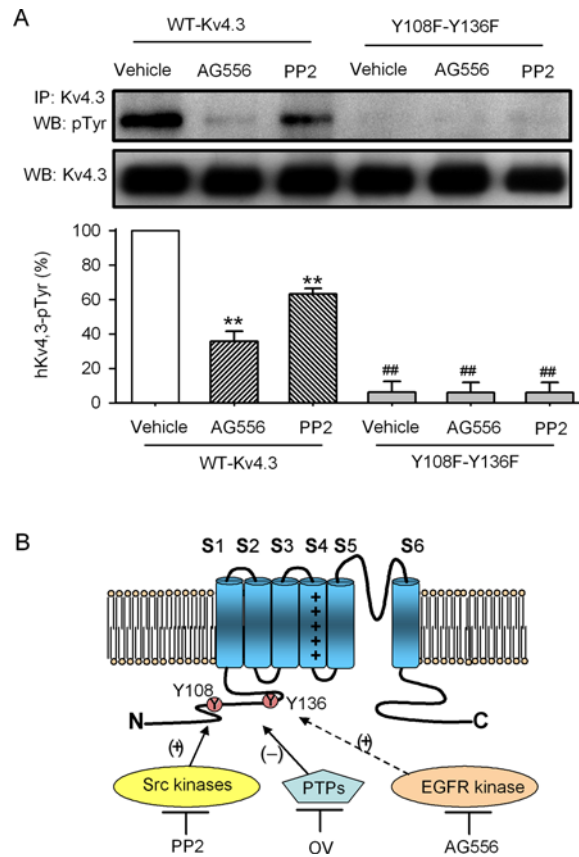 A
WT-Kv4.3
Y108F-Y136F
Vehicle AG556 PP2 Vehicle AG556 PP2
IP: Kv4.3
WB: pTyr
WB: Kv4.3
hKv4,3-pTyr (%)
100
80
60
40
20
0
** ** ## ## ##
Vehicle AG556 PP2 Vehicle AG556 PP2
WT-Kv4.3
Y108F-Y136F
B
S1 S2 S3 S4 S5 S6
+
+
+
+
+
Y108
Y Y
Y136
N
C
(+) (−) (+)
Src kinases
PTPs
EGFR kinase
PP2
OV
AG556